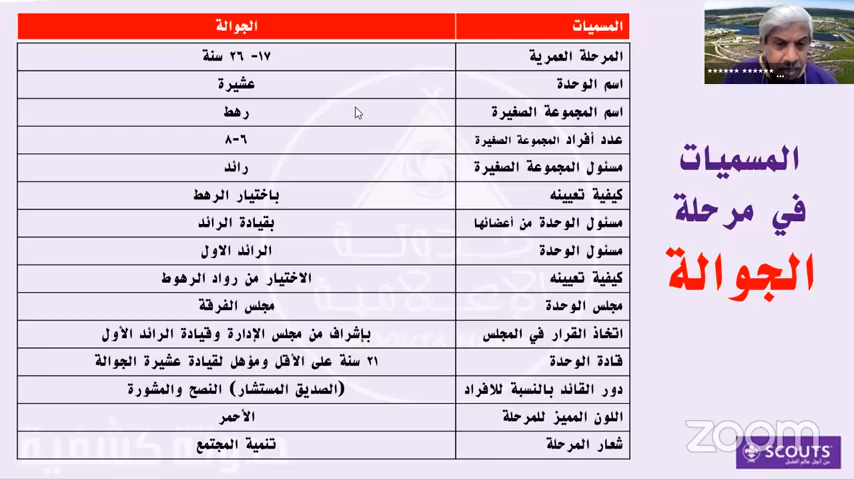 المسميات الجوالة
المرحلة العمرية ١٧- ٢٦ سنة
اسم الوحدة عشيرة
اسم المجموعة الصغيرة رهط
عدد أفراد المجموعة الصغيرة ٦-٨
مسئول المجموعة الصغيرة رائد
كيفية تعيينه باختيار الرهط
مسئول الوحدة من أعضائها بقيادة الرائد
مسئول الوحدة الرائد الاول
كيفية تعيينه الاختيار من رواد الرهوط
مجلس الوحدة مجلس الفرقة
اتخاذ القرار في المجلس بإشراف من مجلس الإدارة وقيادة الرائد الأول
قادة الوحدة ٢١ سنة على الأقل ومؤهل لقيادة عشيرة الجوالة
دور القائد بالنسبة للافراد (الصديق المستشار) النصح والمشورة
اللون المميز للمرحلة الأحمر
شعار المرحلة تنمية المجتمع
****** ****** ...
المسميات
في مرحلة
الجوالة
zoom
SCOUTS
من أجل عالم أفضل